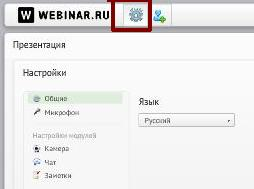 W WEBINAR.RU
Презентация
Настройки
Общие
Микрофон
Настройки модулей
Камера
Чат
Заметки
Язык
Русский